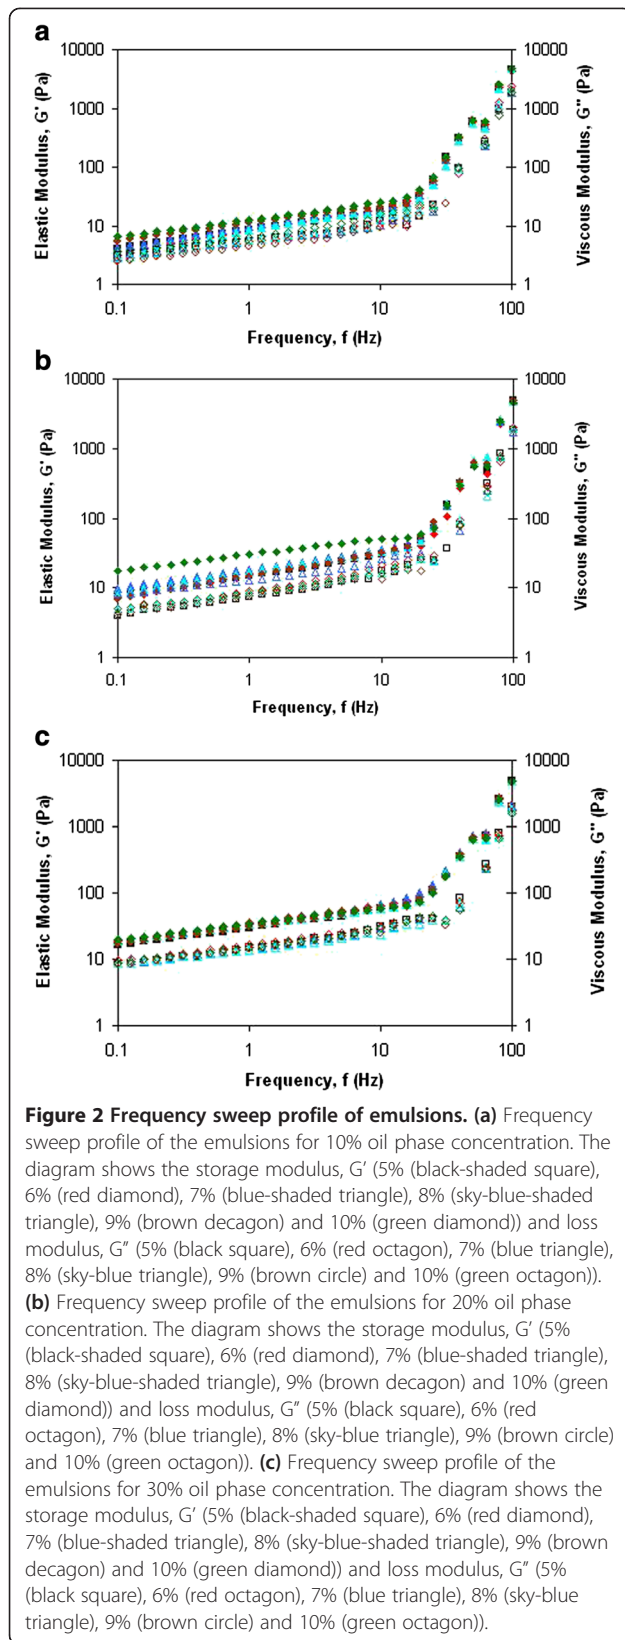 a
10000
1000
100
10
1
Elastic Modulus, G' (Pa)
10000
1000
100
10
1
Viscous Modulus, G'' (Pa)
0.1
1
10
100
Frequency, f (Hz)
b
10000
1000
100
10
1
Elastic Modulus, G' (Pa)
10000
1000
100
10
1
Viscous Modulus, G'' (Pa)
0.1
1
10
100
Frequency, f (Hz)
c
10000
1000
100
10
1
Elastic Modulus, G' (Pa)
10000
1000
100
10
1
Viscous Modulus, G'' (Pa)
0.1
1
10
100
Frequency, f (Hz)
Figure 2 Frequency sweep profile of emulsions. (a) Frequency
sweep profile of the emulsions for 10% oil phase concentration. The
diagram shows the storage modulus, G’ (5% (black-shaded square),
6% (red diamond), 7% (blue-shaded triangle), 8% (sky-blue-shaded
triangle), 9% (brown decagon) and 10% (green diamond)) and loss
modulus, G” (5% (black square), 6% (red octagon), 7% (blue triangle),
8% (sky-blue triangle), 9% (brown circle) and 10% (green octagon)).
(b) Frequency sweep profile of the emulsions for 20% oil phase
concentration. The diagram shows the storage modulus, G’ (5%
(black-shaded square), 6% (red diamond), 7% (blue-shaded triangle),
8% (sky-blue-shaded triangle), 9% (brown decagon) and 10% (green
diamond)) and loss modulus, G” (5% (black square), 6% (red
octagon), 7% (blue triangle), 8% (sky-blue triangle), 9% (brown circle)
and 10% (green octagon)). (c) Frequency sweep profile of the
emulsions for 30% oil phase concentration. The diagram shows the
storage modulus, G’ (5% (black-shaded square), 6% (red diamond),
7% (blue-shaded triangle), 8% (sky-blue-shaded triangle), 9% (brown
decagon) and 10% (green diamond)) and loss modulus, G” (5%
(black square), 6% (red octagon), 7% (blue triangle), 8% (sky-blue
triangle), 9% (brown circle) and 10% (green octagon)).